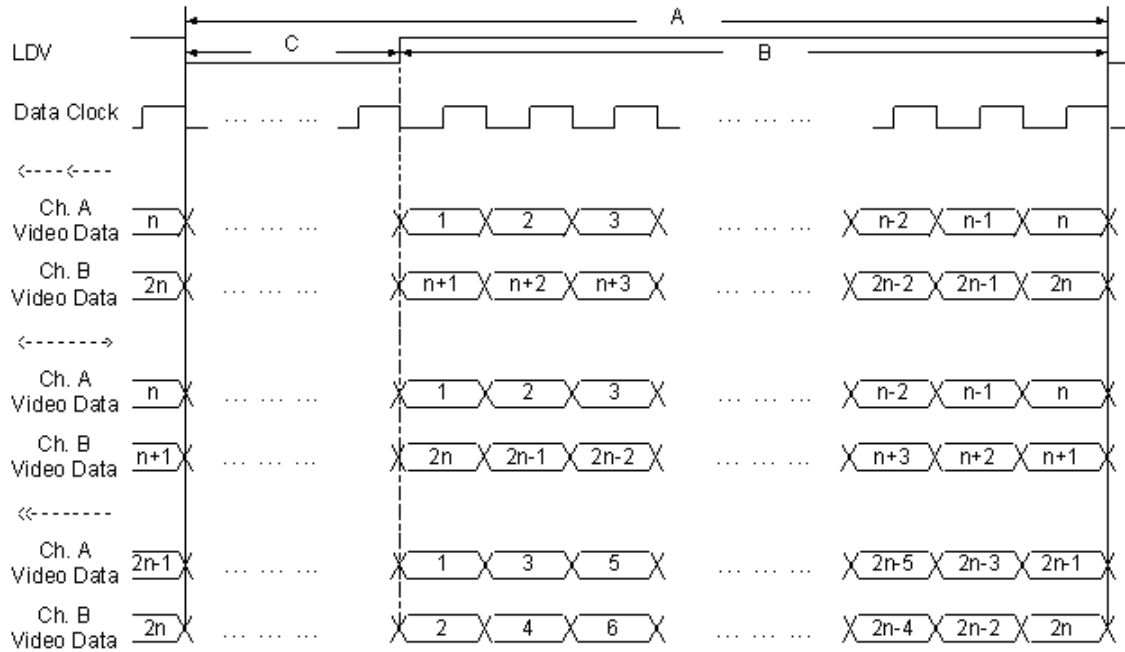 A
LDV
C
B
Data Clock
... ... ...
... ... ...
<----<----
Ch. A
Video Data
n
... ... ...
1 2 3
... ... ...
n-2 n-1 n
Ch. B
Video Data
2n
... ... ...
n+1 n+2 n+3
... ... ...
2n-2 2n-1 2n
<-------->
Ch. A
Video Data
n
... ... ...
1 2 3
... ... ...
n-2 n-1 n
Ch. B
Video Data
n+1
... ... ...
2n 2n-1 2n-2
... ... ...
n+3 n+2 n+1
<<--------
Ch. A
Video Data
2n-1
... ... ...
1 3 5
... ... ...
2n-5 2n-3 2n-1
Ch. B
Video Data
2n
... ... ...
2 4 6
... ... ...
2n-4 2n-2 2n